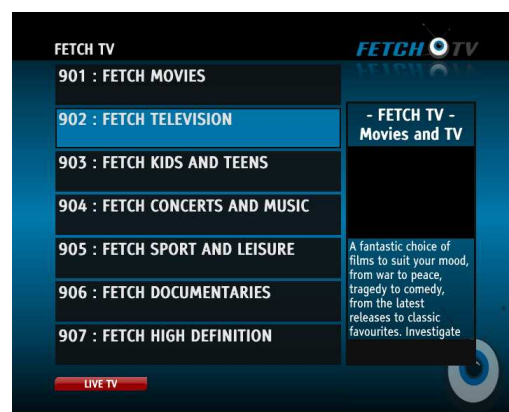 FETCH TV
FETCH TV
901 : FETCH MOVIES
902 : FETCH TELEVISION
903 : FETCH KIDS AND TEENS
904 : FETCH CONCERTS AND MUSIC
905 : FETCH SPORT AND LEISURE
906 : FETCH DOCUMENTARIES
907 : FETCH HIGH DEFINITION
- FETCH TV -
Movies and TV
A fantastic choice of
films to suit your mood,
from war to peace,
tragedy to comedy,
from the latest
releases to classic
favourites. Investigate
LIVE TV